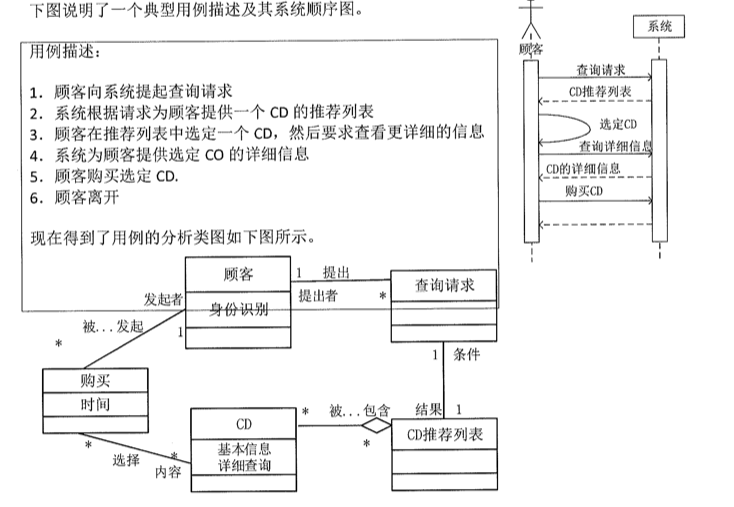 下图说明了一个典型用例描述及其系统顺序图。
用例描述：
1．顾客向系统提起查询请求
2．系统根据请求为顾客提供一个 CD 的推荐列表
3．顾客在推荐列表中选定一个 CD，然后要求查看更详细的信息
4．系统为顾客提供选定 CO 的详细信息
5．顾客购买选定 CD.
6．顾客离开
现在得到了用例的分析类图如下图所示。
顾客
系统
查询请求
CD推荐列表
选定CD
查询详细信息
CD的详细信息
购买CD
顾客
身份识别
1 提出
提出者 *
查询请求
发起者
1
被...发起
*
1 条件
购买
时间
结果 1
CD推荐列表
* 被...包含
*
CD
基本信息
详细查询
*
选择
*
内容